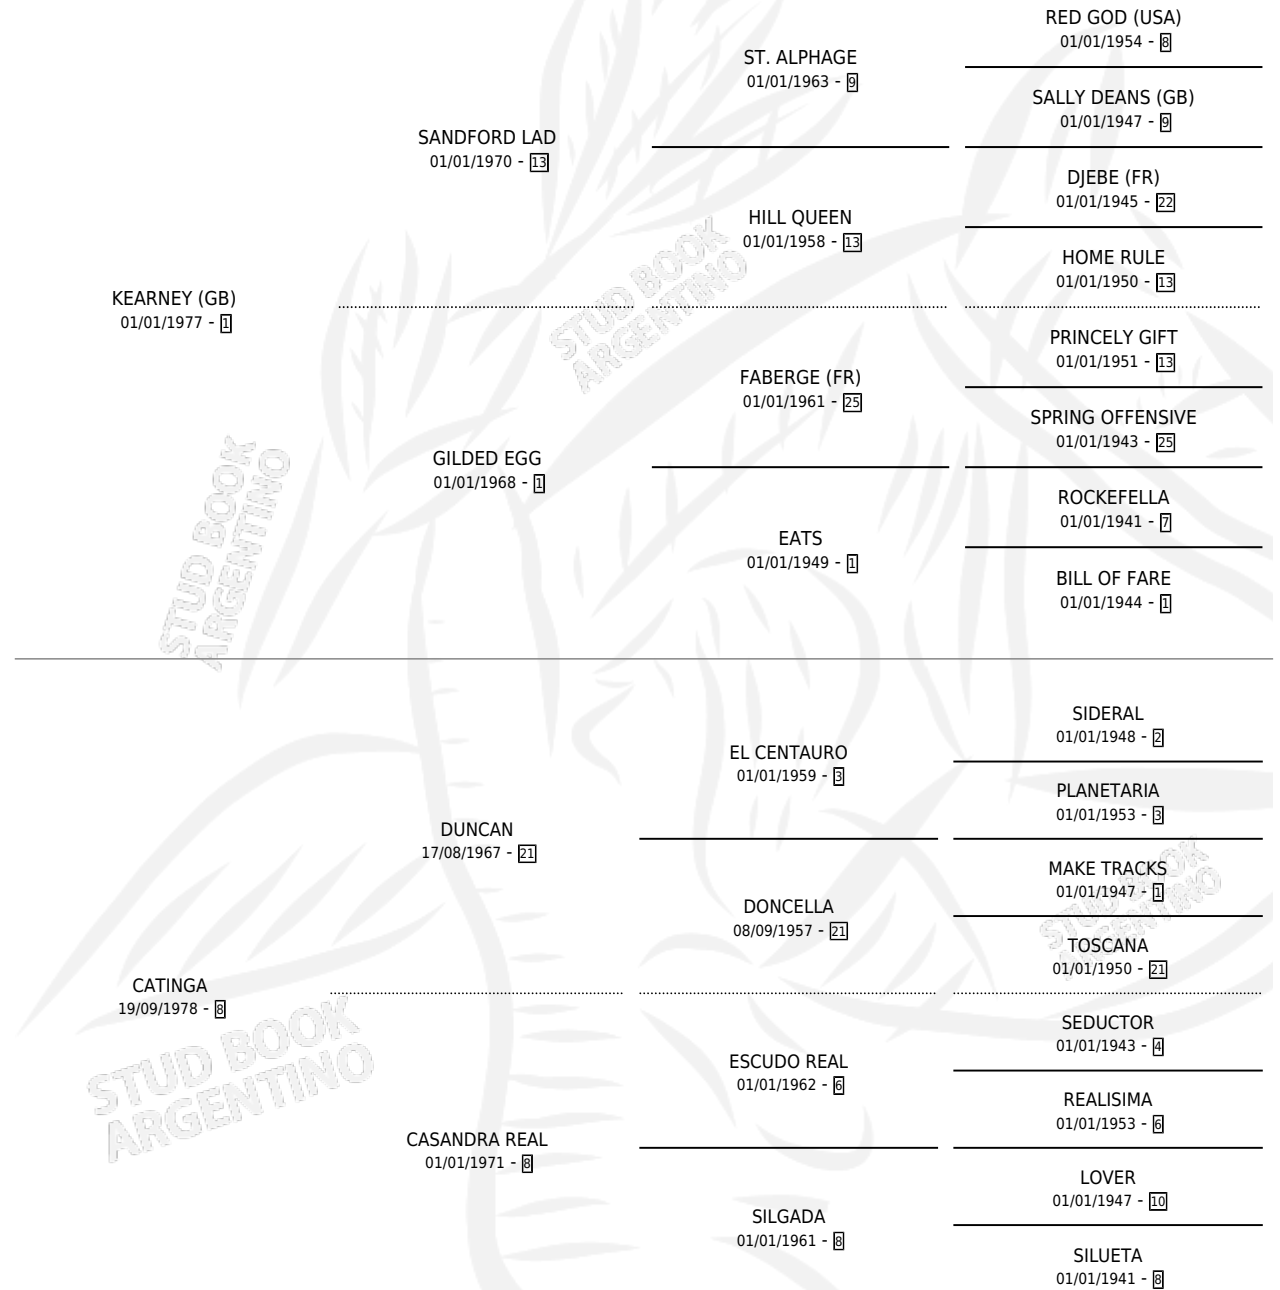 RED GOD (USA)
01/01/1954 - 8
ST. ALPHAGE
01/01/1963 - 9
SALLY DEANS (GB)
01/01/1947 - 9
SANDFORD LAD
01/01/1970 - 13
DJEBE (FR)
01/01/1945 - 22
HILL QUEEN
01/01/1958 - 13
HOME RULE
01/01/1950 - 13
KEARNEY (GB)
01/01/1977 - 1
PRINCELY GIFT
01/01/1951 - 13
FABERGE (FR)
01/01/1961 - 25
SPRING OFFENSIVE
01/01/1943 - 25
GILDED EGG
01/01/1968 - 1
ROCKEFELLA
01/01/1941 - 7
EATS
01/01/1949 - 1
BILL OF FARE
01/01/1944 - 1
STUD BOOK
ARGENTINO
STUD BOOK
ARGENTINO
SIDERAL
01/01/1948 - 2
EL CENTAURO
01/01/1959 - 3
PLANETARIA
01/01/1953 - 3
DUNCAN
17/08/1967 - 21
MAKE TRACKS
01/01/1947 - 1
DONCELLA
08/09/1957 - 21
TOSCANA
01/01/1950 - 21
CATINGA
19/09/1978 - 8
SEDUCTOR
01/01/1943 - 4
ESCUDO REAL
01/01/1962 - 6
REALISIMA
01/01/1953 - 6
CASANDRA REAL
01/01/1971 - 8
LOVER
01/01/1947 - 10
SILGADA
01/01/1961 - 8
SILUETA
01/01/1941 - 8
STUD BOOK
ARGENTINO
STUD BOOK
ARGENTINO